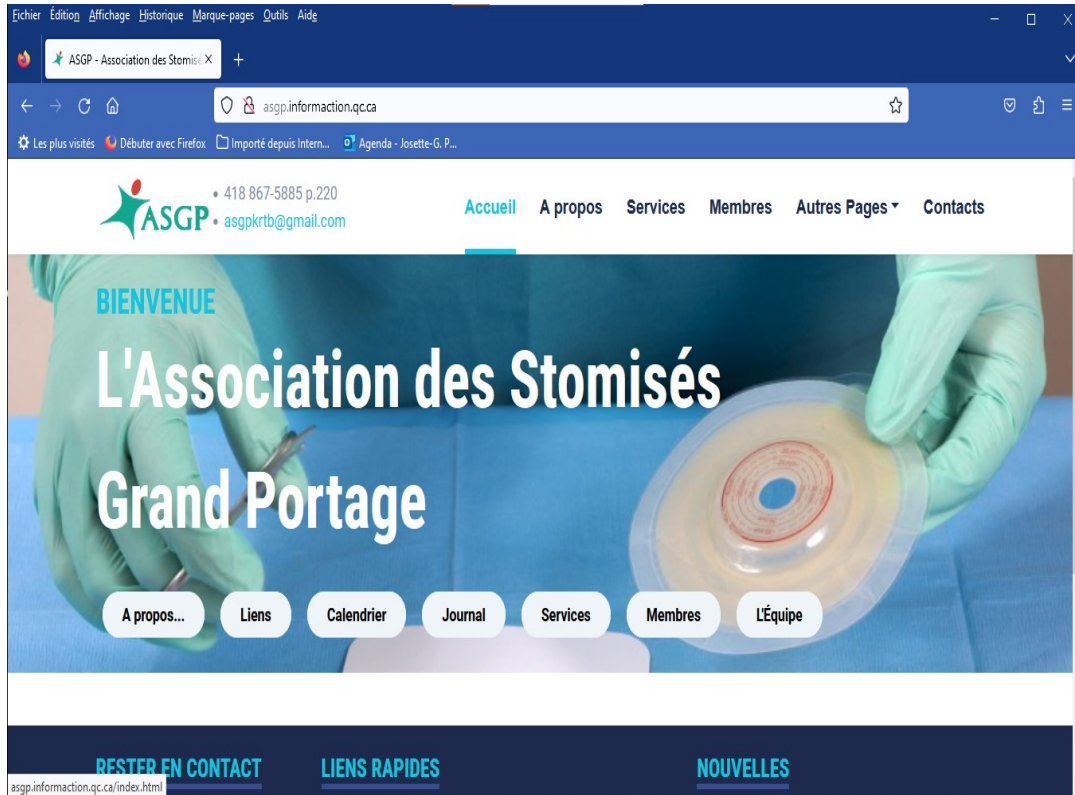 Fichier Édition Affichage Historique Marque-pages Outils Aide
ASGP - Association des Stomisé
asgp.informaction.qc.ca
Les plus visités Débuter avec Firefox Importé depuis Intern... Agenda - Josette-G. P...
ASGP
• 418 867-5885 p.220
• asgpkrtb@gmail.com
Accueil A propos Services Membres Autres Pages Contacts
BIENVENUE
L'Association des Stomisés
Grand Portage
A propos... Liens Calendrier Journal Services Membres L'Équipe
RESTER EN CONTACT LIENS RAPIDES NOUVELLES
asgp.informaction.qc.ca/index.html